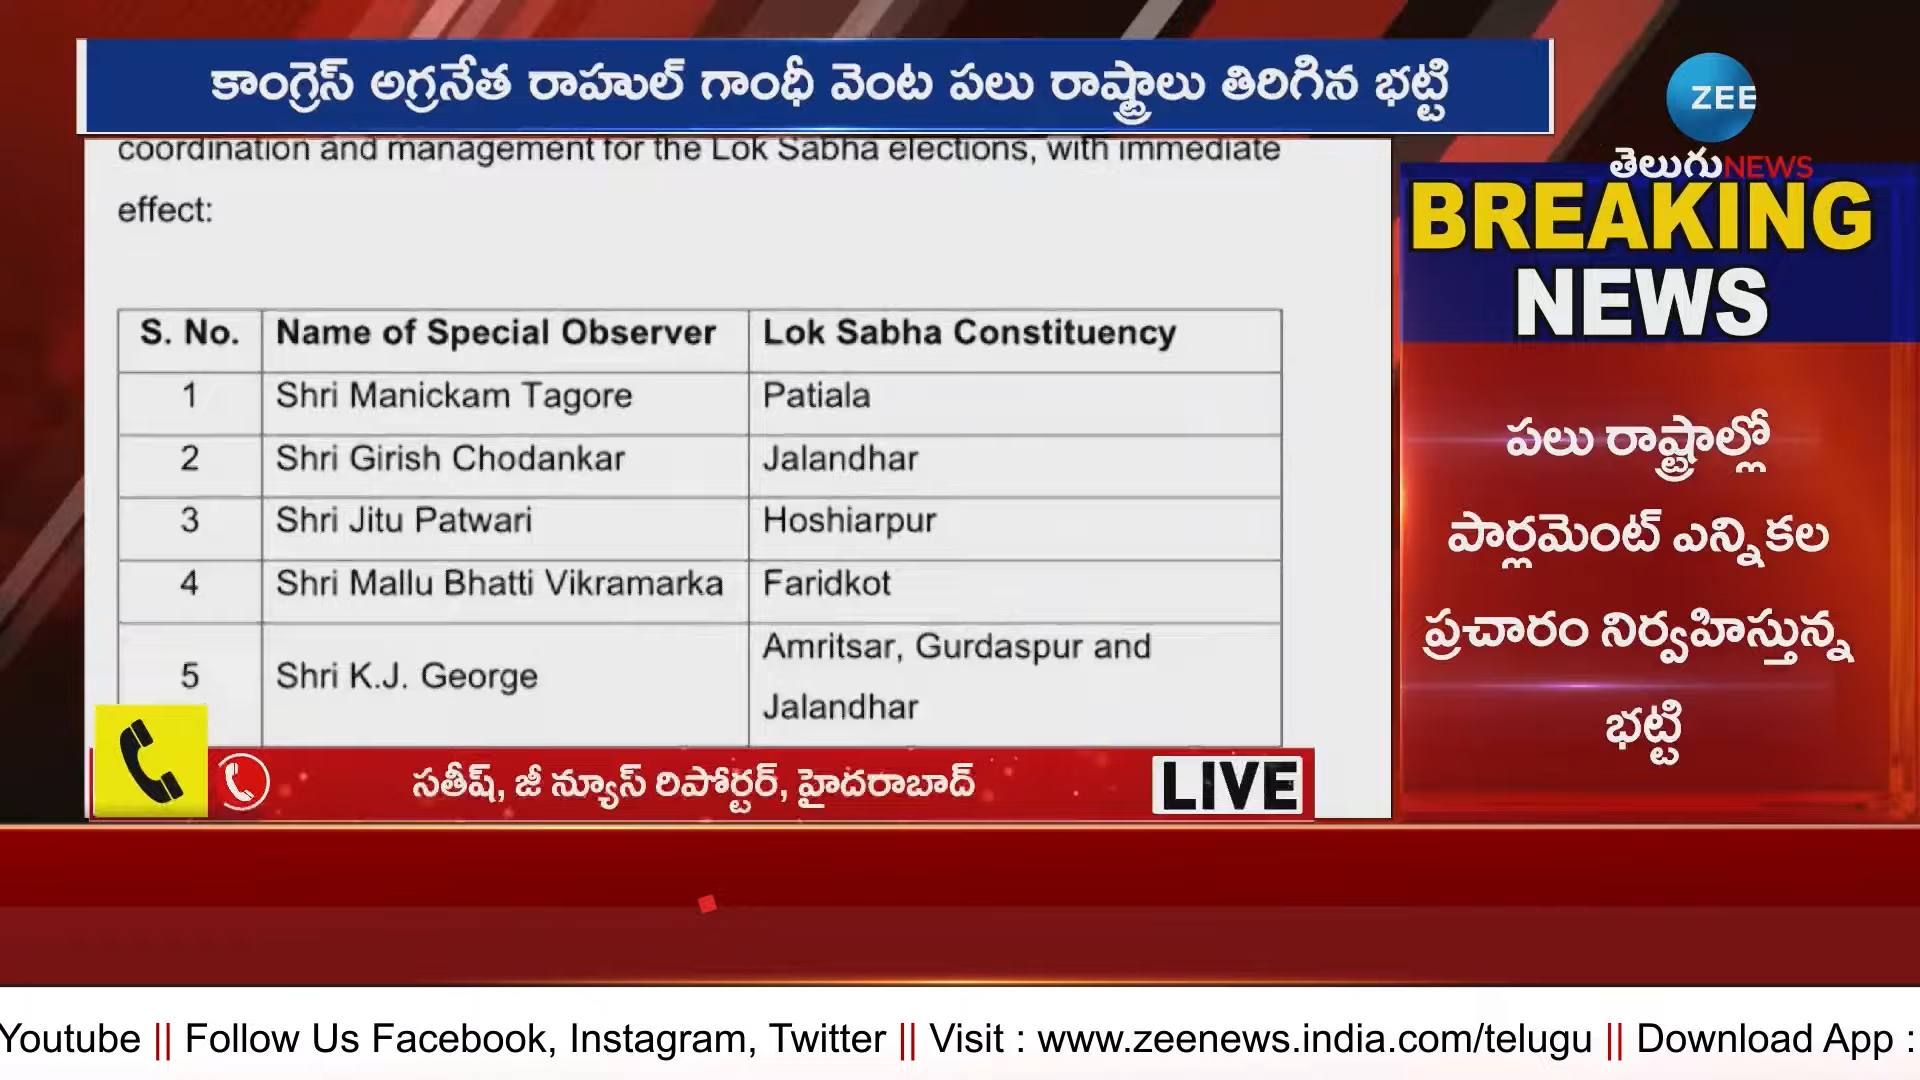 కాంగ్రెస్ అగ్రనేత రాహుల్ గాంధీ వెంట పలు రాష్ట్రాలు తిరిగిన భట్టి
ZEE
తెలుగుNEWS
coordination and management for the Lok Sabha elections, with immediate
effect:
S. No. Name of Special Observer Lok Sabha Constituency
1 Shri Manickam Tagore Patiala
2 Shri Girish Chodankar Jalandhar
3 Shri Jitu Patwari Hoshiarpur
4 Shri Mallu Bhatti Vikramarka Faridkot
5 Shri K.J. George Amritsar, Gurdaspur and
Jalandhar
BREAKING
NEWS
పలు రాష్ట్రాల్లో
పార్లమెంట్ ఎన్నికల
ప్రచారం నిర్వహిస్తున్న
భట్టి
సతీష్, జీ న్యూస్ రిపోర్టర్, హైదరాబాద్
LIVE
Youtube || Follow Us Facebook, Instagram, Twitter || Visit : www.zeenews.india.com/telugu || Download App :